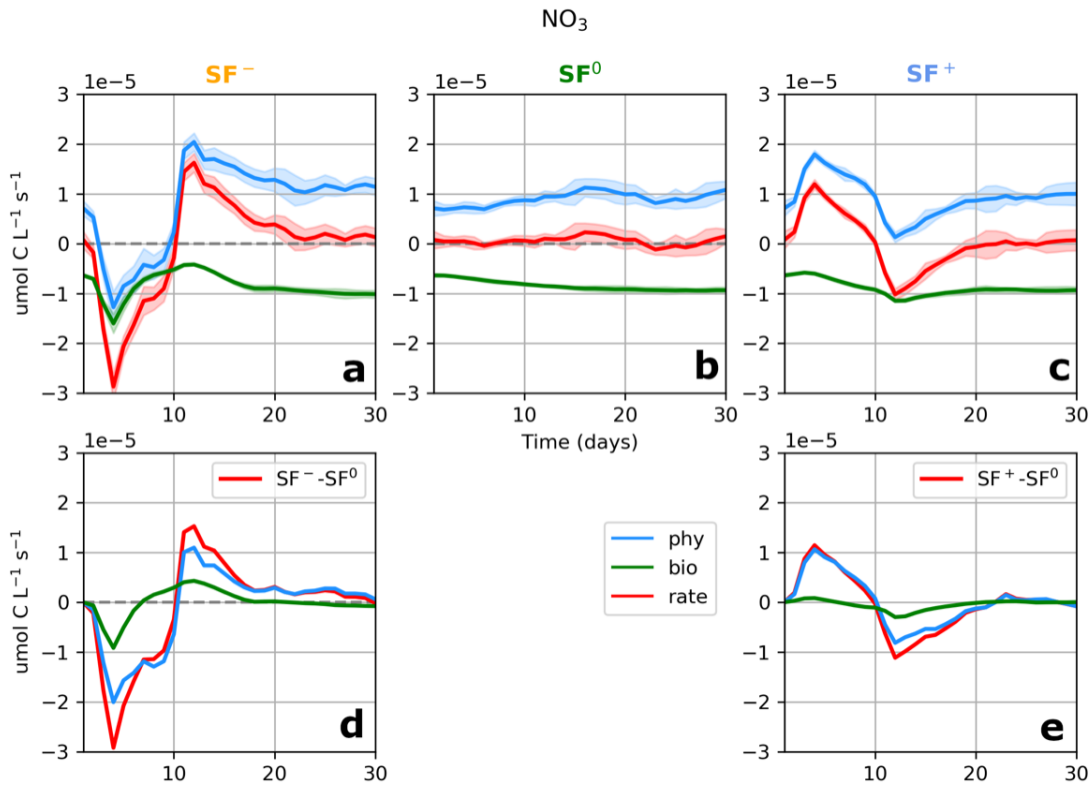 NO₃
SF⁻ SF⁰ SF⁺
1e−5 1e−5 1e−5
3 3 3
2 2 2
1 1 1
0 0 0
−1 −1 −1
−2 −2 −2
−3 −3 −3
umol C L⁻¹ s⁻¹
a b c
10 20 30 10 20 30 10 20 30
Time (days)
1e−5 1e−5
3 3
2 2
1 1
0 0
−1 −1
−2 −2
−3 −3
umol C L⁻¹ s⁻¹
SF⁻-SF⁰ SF⁺-SF⁰
phy
bio
rate
d e
10 20 30 10 20 30